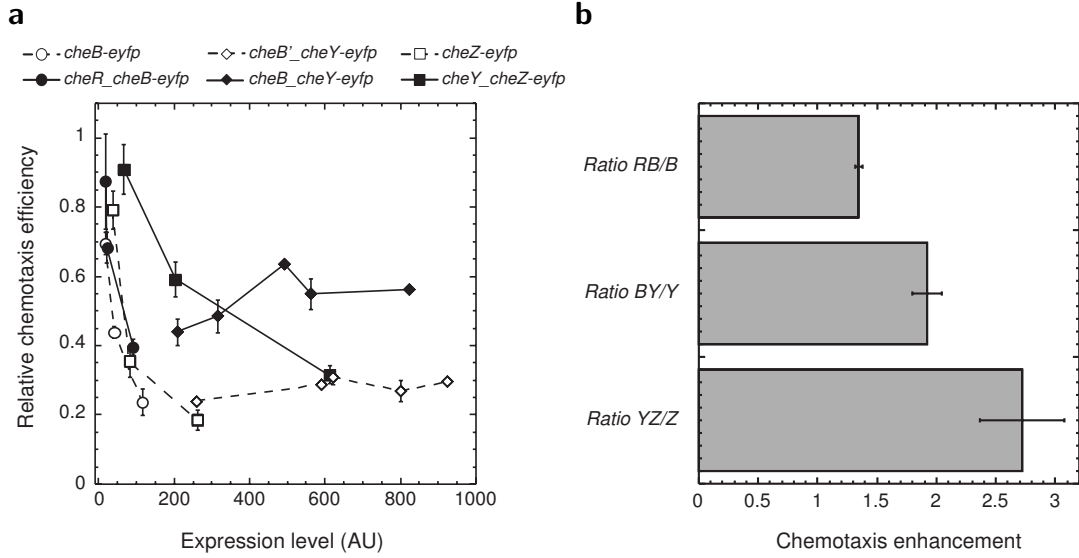 a
cheB-eyfp cheB'_cheY-eyfp cheZ-eyfp
cheR_cheB-eyfp cheB_cheY-eyfp cheY_cheZ-eyfp
1
0.8
0.6
0.4
0.2
0
Relative chemotaxis efficiency
0 200 400 600 800 1000
Expression level (AU)
b
Ratio RB/B
Ratio BY/Y
Ratio YZ/Z
0 0.5 1 1.5 2 2.5 3
Chemotaxis enhancement